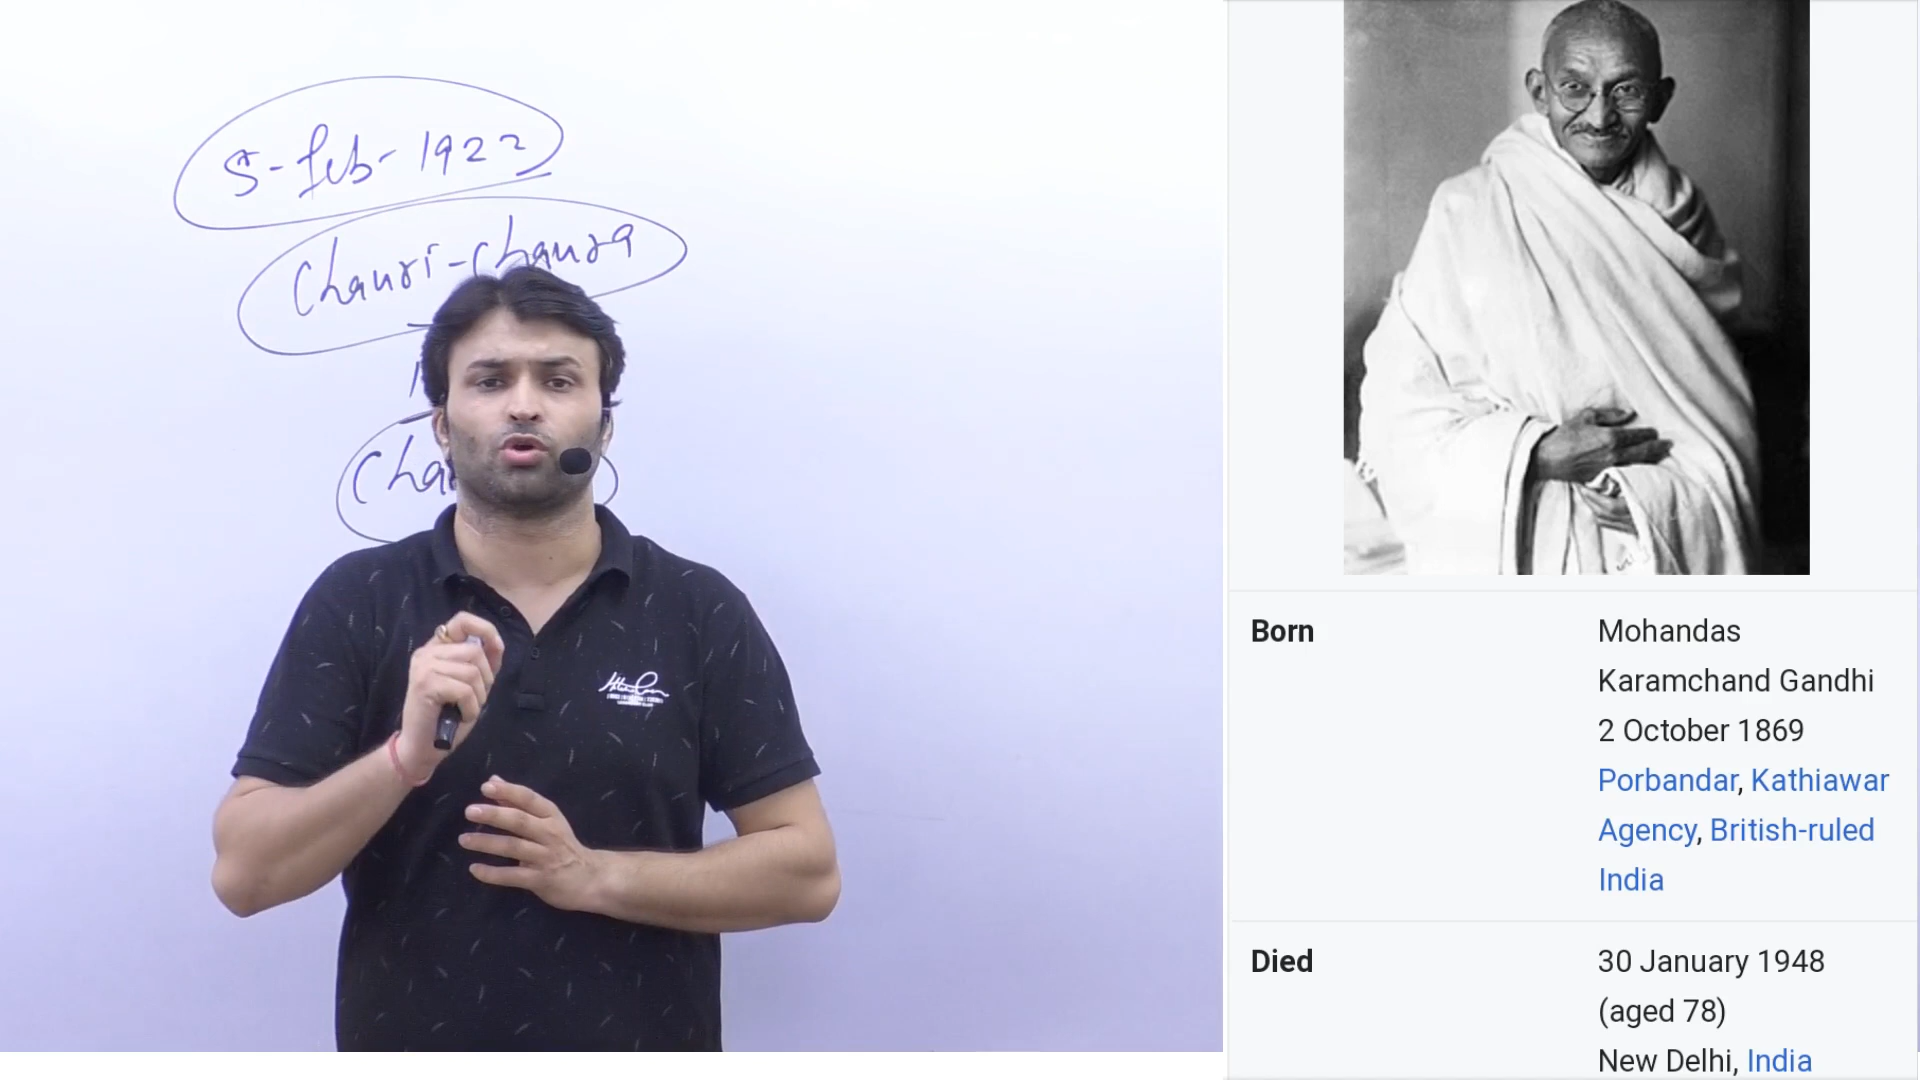 5-feb-1922
Chauri-Chaura
Cha
Born
Mohandas
Karamchand Gandhi
2 October 1869
Porbandar, Kathiawar
Agency, British-ruled
India
Died
30 January 1948
(aged 78)
New Delhi, India